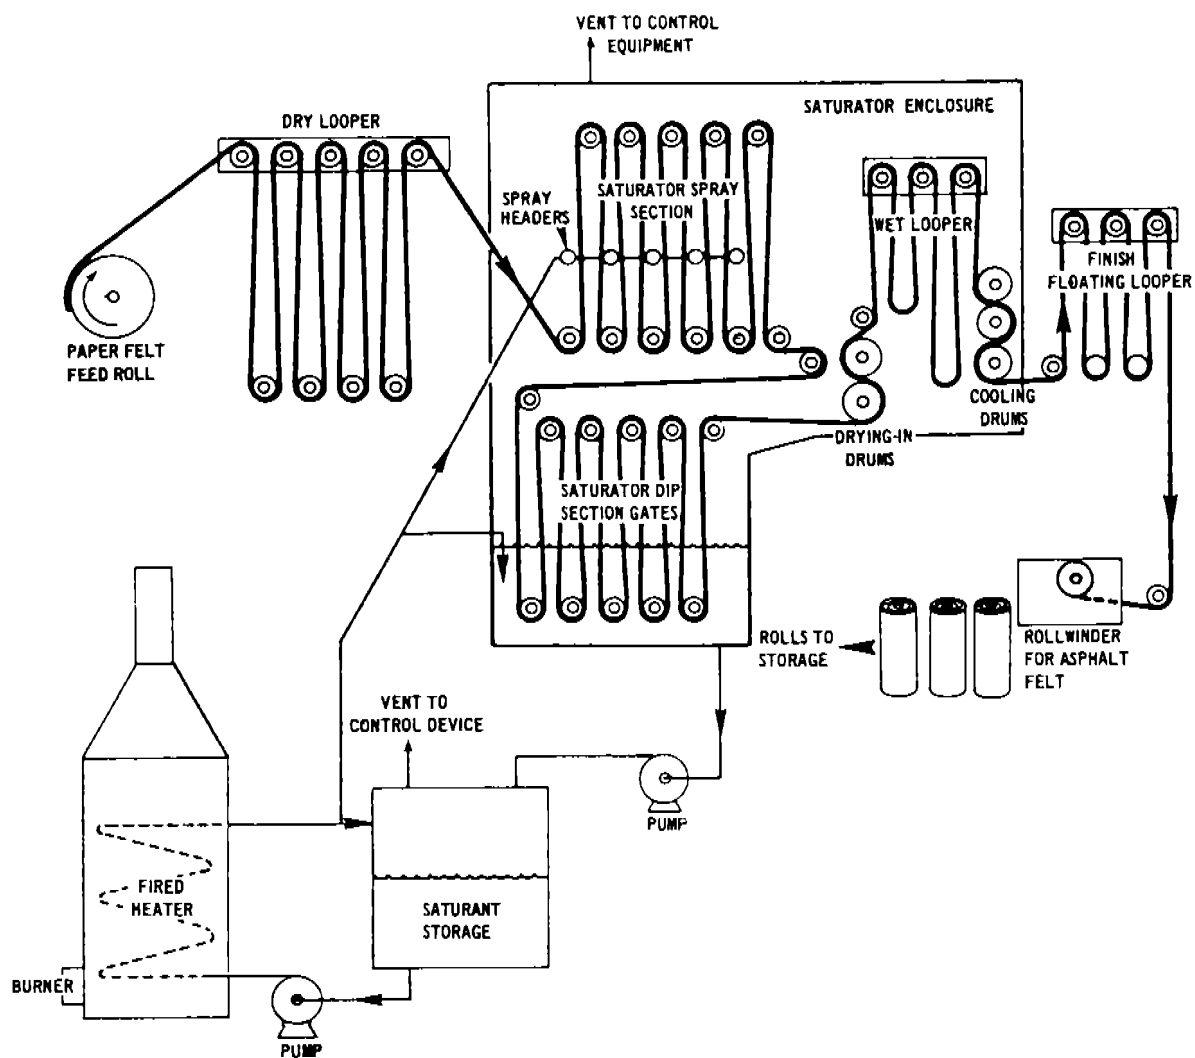 VENT TO CONTROL
EQUIPMENT
SATURATOR ENCLOSURE
DRY LOOPER
SPRAY
HEADERS
SATURATOR SPRAY
SECTION
WET LOOPER
FINISH
FLOATING LOOPER
PAPER FELT
FEED ROLL
COOLING
DRUMS
DRYING-IN
DRUMS
SATURATOR DIP
SECTION GATES
ROLLS TO
STORAGE
ROLLWINDER
FOR ASPHALT
FELT
VENT TO
CONTROL DEVICE
PUMP
FIRED
HEATER
SATURANT
STORAGE
BURNER
PUMP